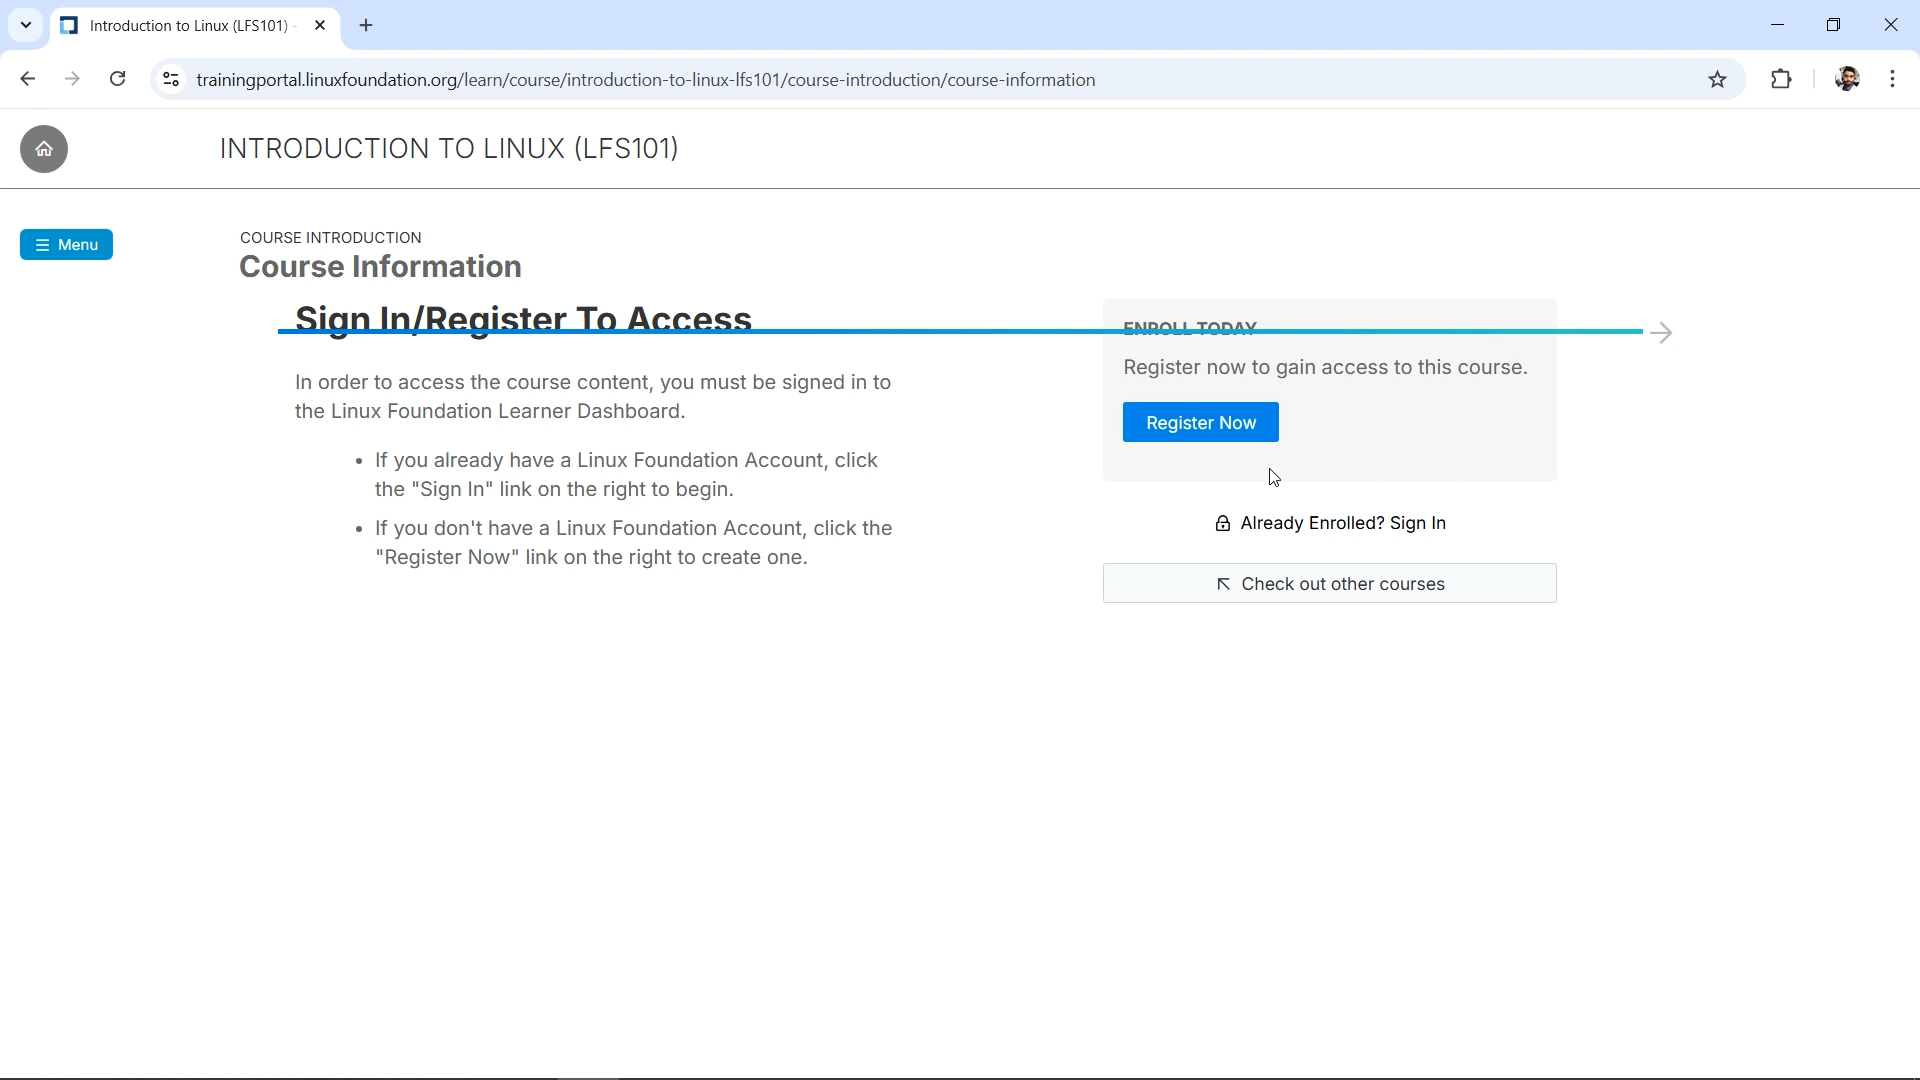 Introduction to Linux (LFS101) -
trainingportal.linuxfoundation.org/learn/course/introduction-to-linux-lfs101/course-introduction/course-information
INTRODUCTION TO LINUX (LFS101)
Menu
COURSE INTRODUCTION
Course Information
Sign In/Register To Access
In order to access the course content, you must be signed in to
the Linux Foundation Learner Dashboard.
• If you already have a Linux Foundation Account, click
the "Sign In" link on the right to begin.
• If you don't have a Linux Foundation Account, click the
"Register Now" link on the right to create one.
ENROLL TODAY
Register now to gain access to this course.
Register Now
Already Enrolled? Sign In
Check out other courses